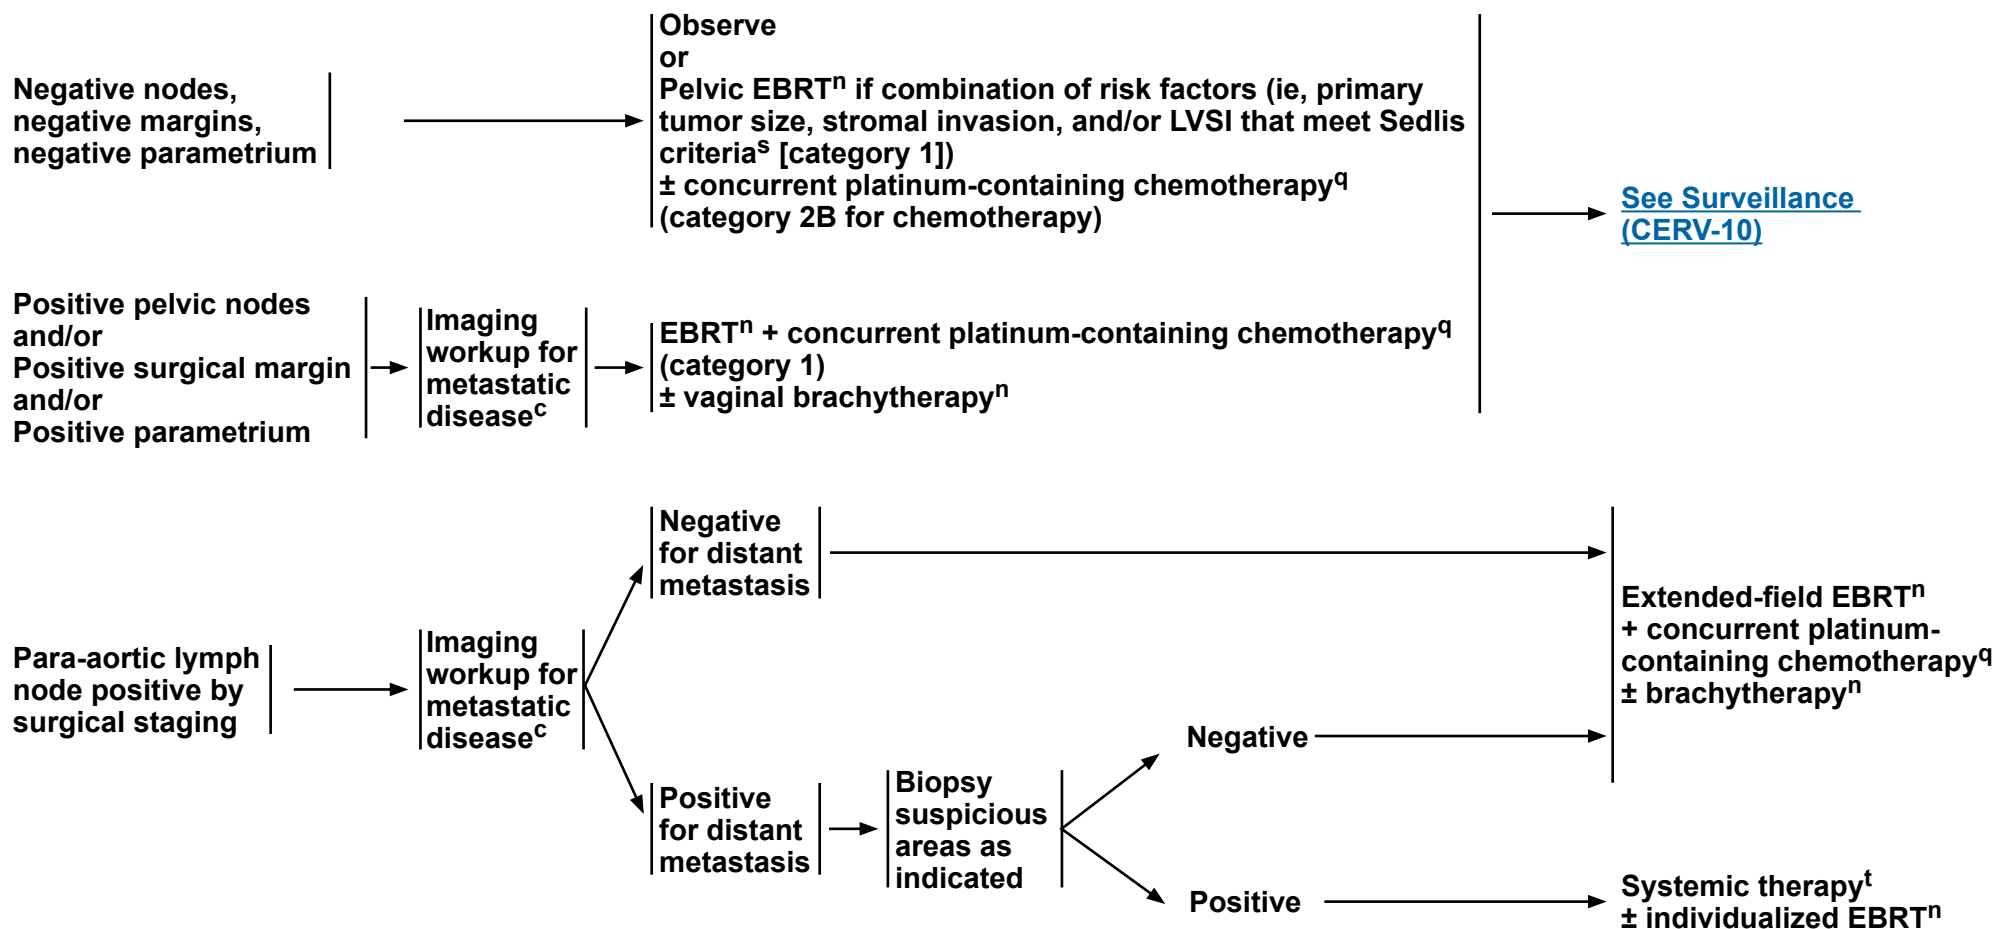 Negative nodes,
negative margins,
negative parametrium
Observe
or
Pelvic EBRTⁿ if combination of risk factors (ie, primary
tumor size, stromal invasion, and/or LVSI that meet Sedlis
criteriaˢ [category 1])
± concurrent platinum-containing chemotherapy^q
(category 2B for chemotherapy)
See Surveillance
(CERV-10)
Positive pelvic nodes
and/or
Positive surgical margin
and/or
Positive parametrium
Imaging
workup for
metastatic
diseaseᶜ
EBRTⁿ + concurrent platinum-containing chemotherapy^q
(category 1)
± vaginal brachytherapyⁿ
Para-aortic lymph
node positive by
surgical staging
Imaging
workup for
metastatic
diseaseᶜ
Negative
for distant
metastasis
Positive
for distant
metastasis
Biopsy
suspicious
areas as
indicated
Negative
Positive
Extended-field EBRTⁿ
+ concurrent platinum-
containing chemotherapy^q
± brachytherapyⁿ
Systemic therapyᵗ
± individualized EBRTⁿ